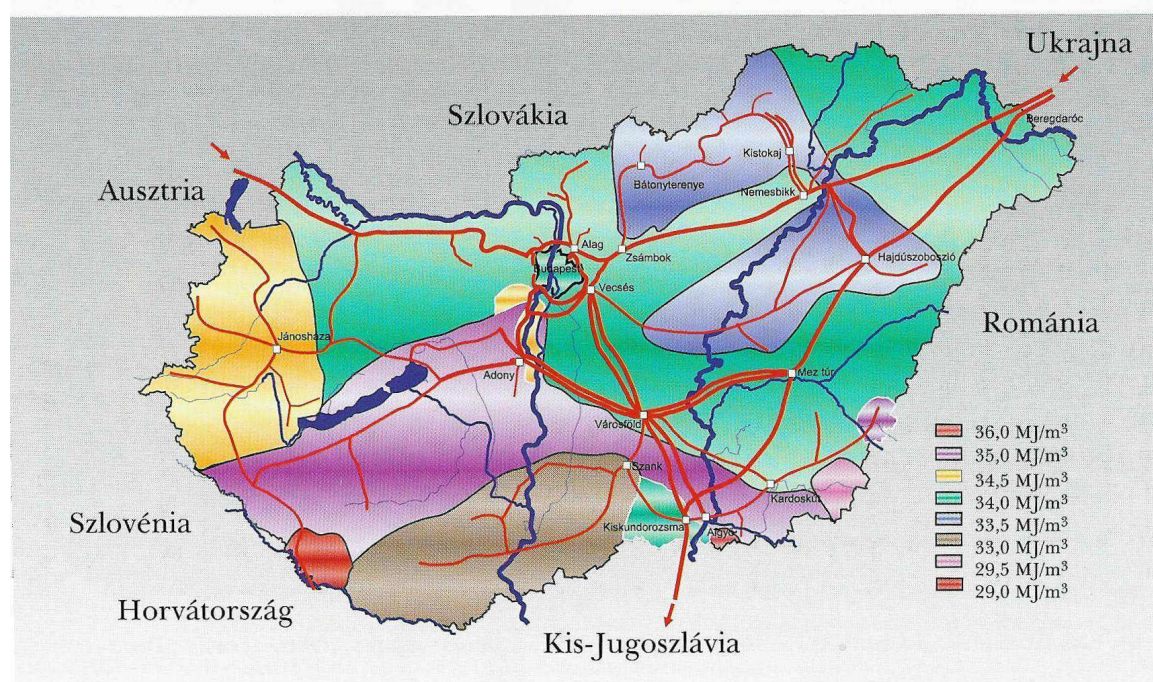 Ukrajna
Szlovákia
Beregdaróc
Kistokaj
Bátonyterenye
Ausztria
Nemesbikk
Alag
Zsámbok
Hajdúszoboszló
Budapest
Vecsés
Románia
Jánosháza
Adony
Mez túr
Városföld
36,0 MJ/m³
35,0 MJ/m³
Szank
34,5 MJ/m³
Kardoskút
34,0 MJ/m³
Szlovénia
Kiskundorozsma
33,5 MJ/m³
Algyő
33,0 MJ/m³
29,5 MJ/m³
29,0 MJ/m³
Horvátország
Kis-Jugoszlávia